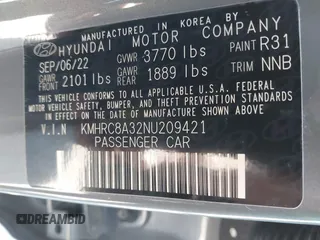 MANUFACTURED IN KOREA BY
HYUNDAI MOTOR COMPANY
SEP/06/22 GVWR 3770 lbs PAINT R31
GAWR FRONT 2101 lbs GAWR REAR 1889 lbs TRIM NNB
THIS VEHICLE CONFORMS TO ALL APPLICABLE
FEDERAL MOTOR VEHICLE SAFETY, BUMPER, AND
THEFT PREVENTION STANDARDS IN EFFECT ON THE
DATE OF MANUFACTURE SHOWN ABOVE.
V.I.N KMHRC8A32NU209421
PASSENGER CAR
DREAMBID
dreambid.com